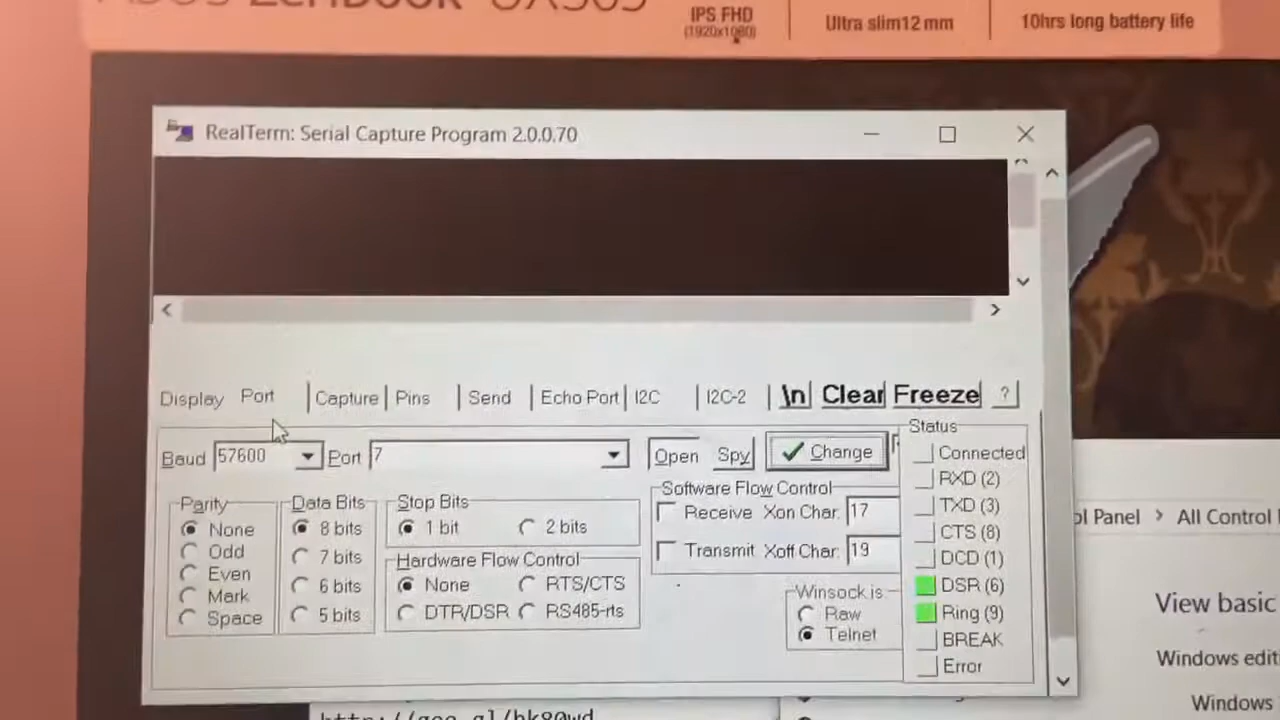 IPS FHD
(1920x1080)
Ultra slim12 mm
10hrs long battery life
RealTerm: Serial Capture Program 2.0.0.70
Display Port Capture Pins Send Echo Port I2C I2C-2 \n Clear Freeze ?
Status
Baud 57600 Port 7 Open Spy Change
Connected
RXD (2)
TXD (3)
CTS (8)
DCD (1)
DSR (6)
Ring (9)
BREAK
Error
Parity
None
Odd
Even
Mark
Space
Data Bits
8 bits
7 bits
6 bits
5 bits
Stop Bits
1 bit 2 bits
Hardware Flow Control
None RTS/CTS
DTR/DSR RS485-rts
Software Flow Control
Receive Xon Char: 17
Transmit Xoff Char: 19
Winsock is
Raw
Telnet
ol Panel > All Control
View basic
Windows editi
Windows